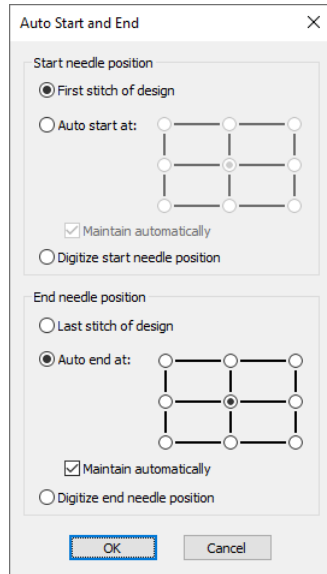 Auto Start and End
Start needle position
First stitch of design
Auto start at:
Maintain automatically
Digitize start needle position
End needle position
Last stitch of design
Auto end at:
Maintain automatically
Digitize end needle position
OK Cancel